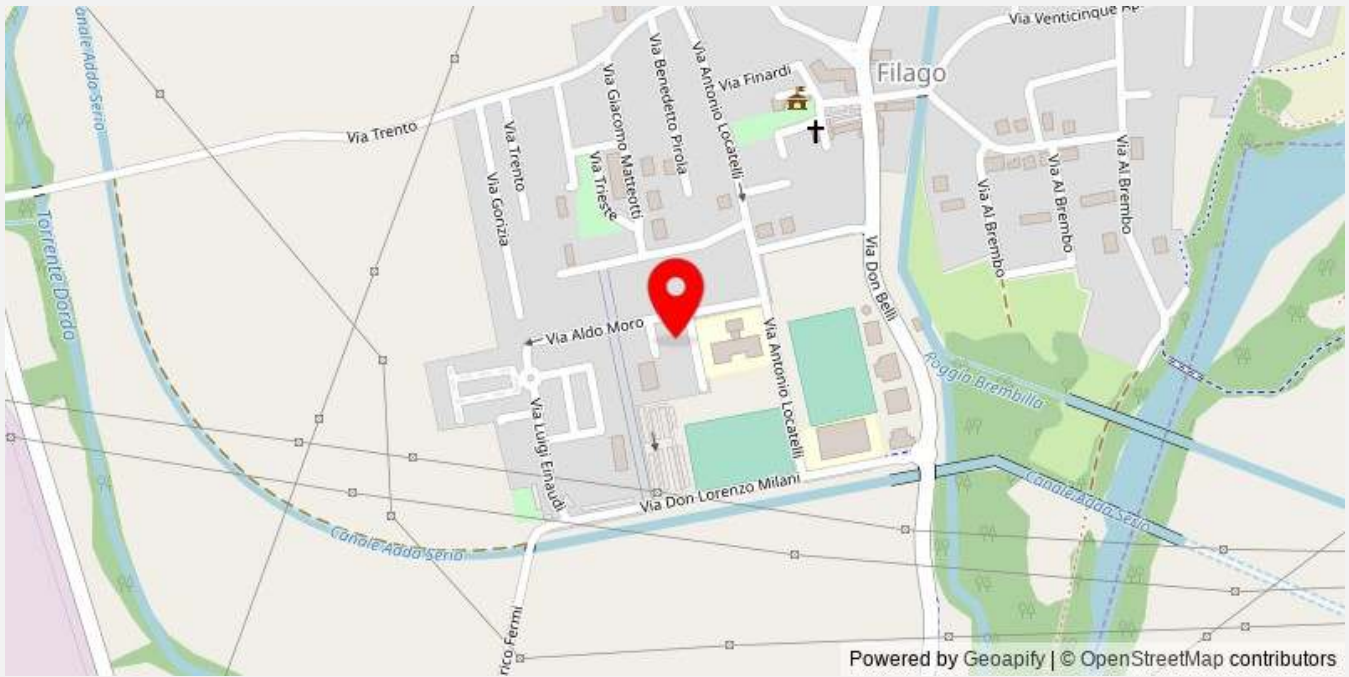 Via Venticinque Ap
Canale Adda Serio
Via Finardi
Filago
Via Benedetto Pirola
Via Antonio Locatelli
Via Giacomo Matteotti
Via Trento
Via Trento
Via Trieste
Via Gorizia
Via Al Brembo
Via Al Brembo
Via Al Brembo
Torrente Dordo
Via Don Belli
Via Aldo Moro
Via Antonio Locatelli
Roggia Brembilla
Via Luigi Einaudi
Via Don Lorenzo Milani
Canale Adda Serio
Canale Adda Serio
rico Fermi
Powered by Geoapify | © OpenStreetMap contributors